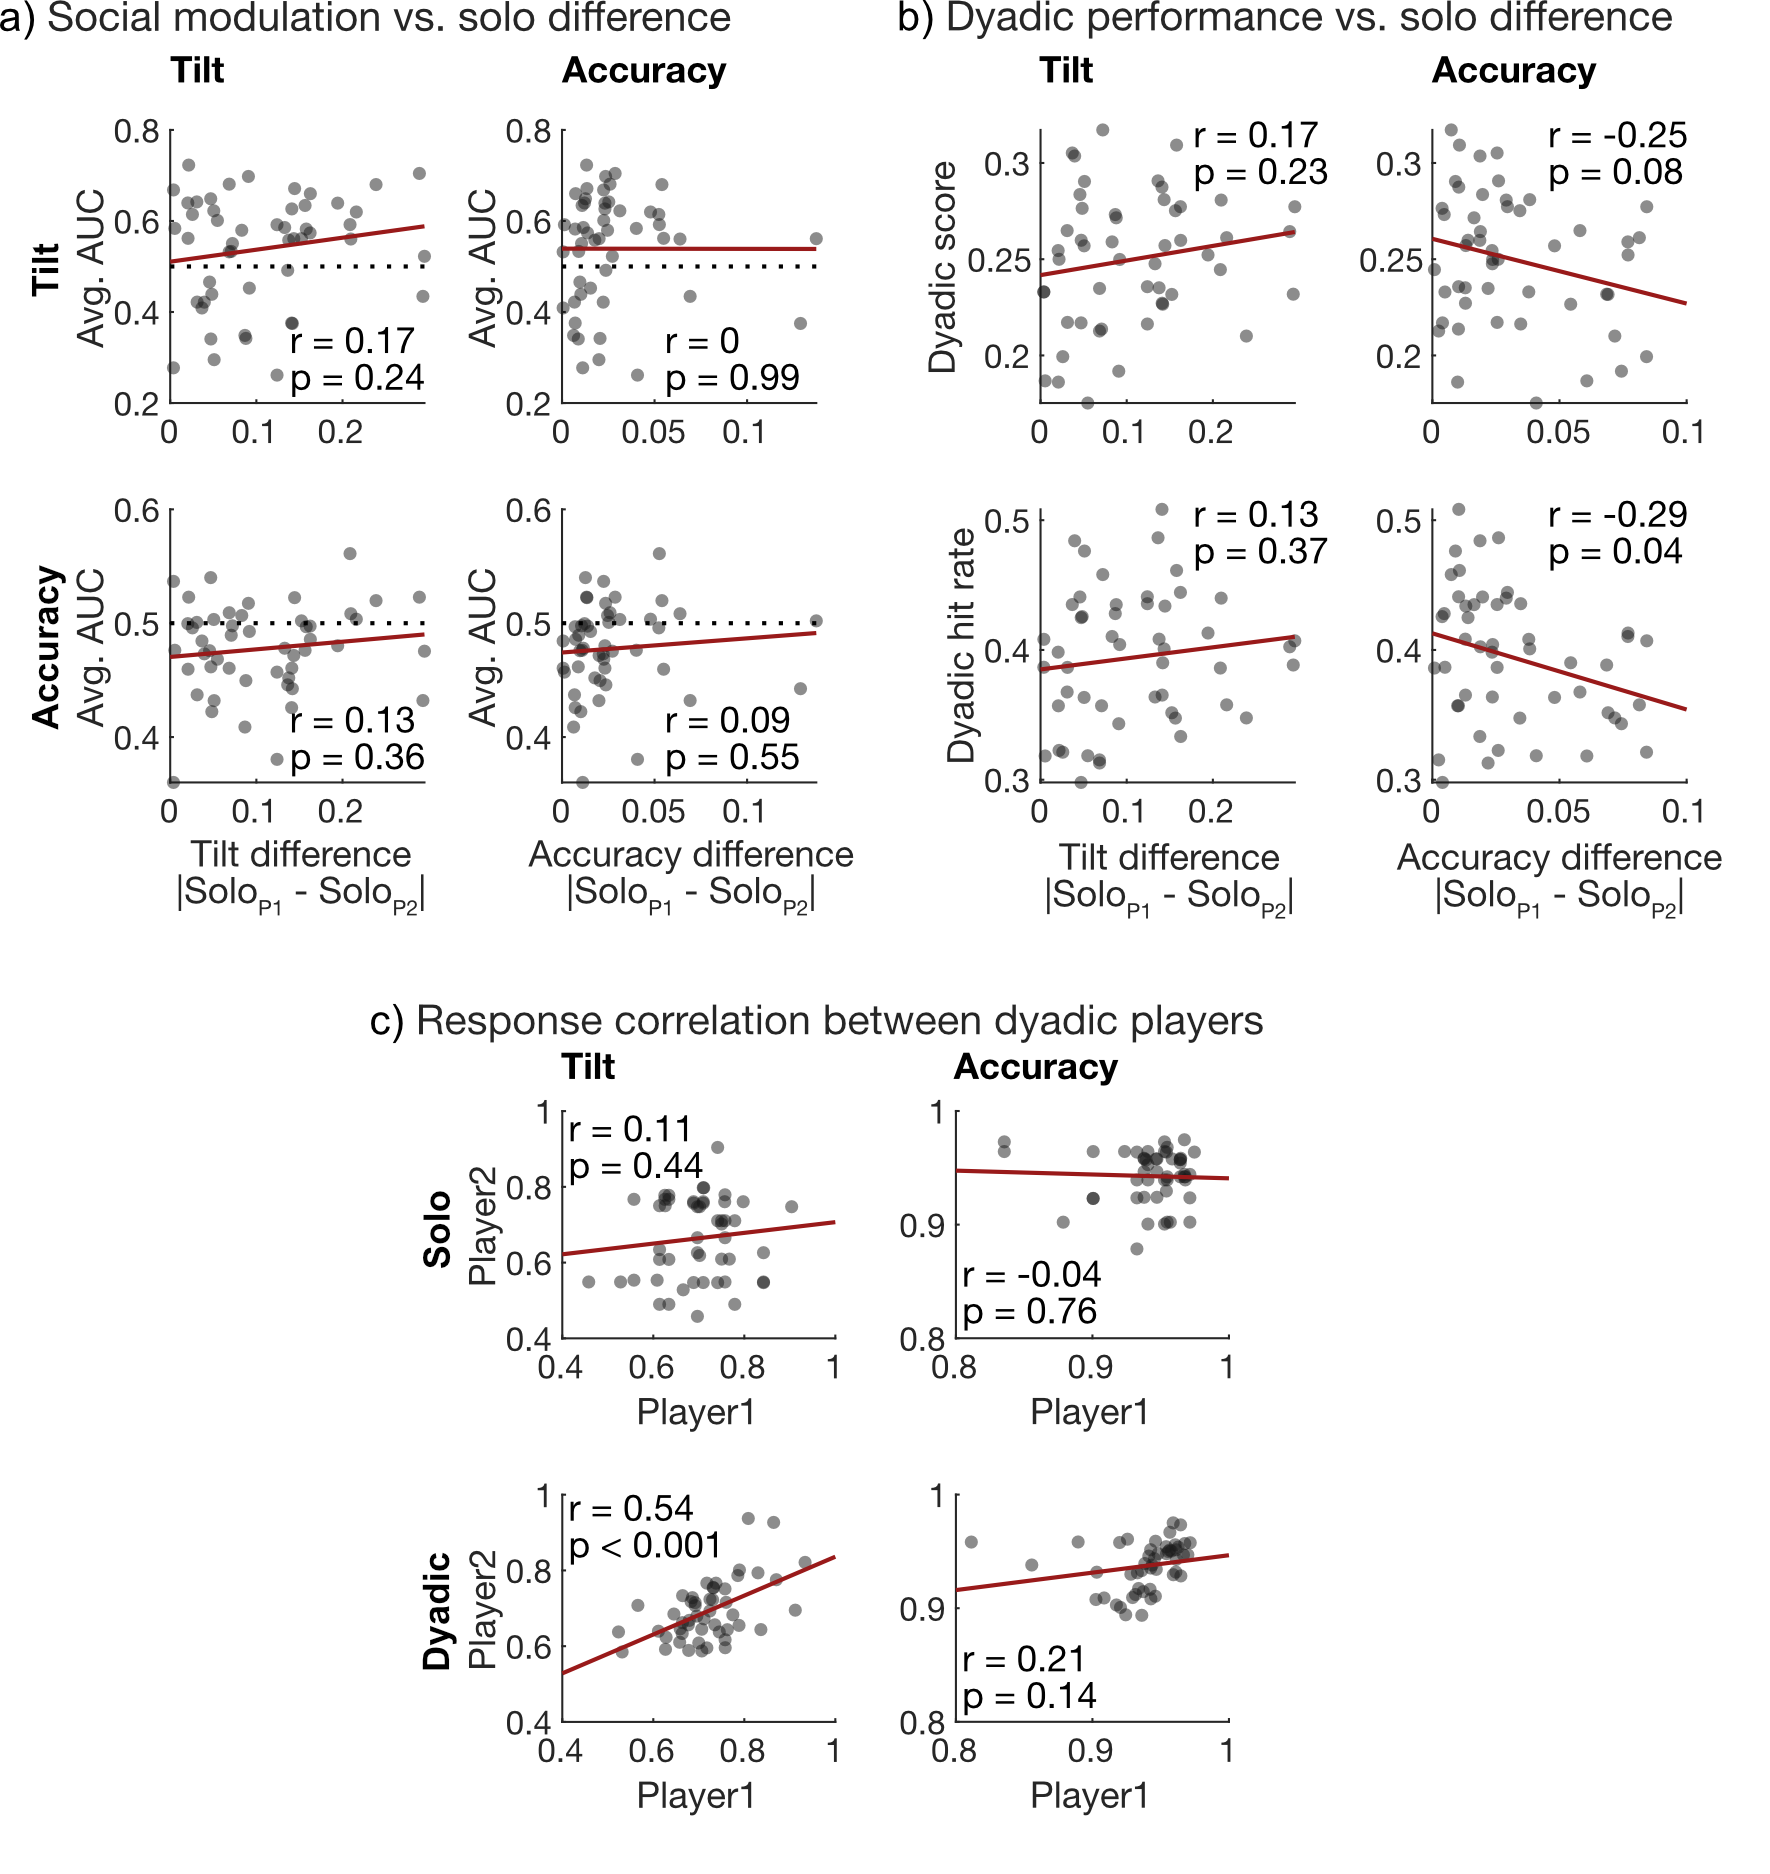 a) Social modulation vs. solo difference
Tilt
Accuracy
Tilt
Avg. AUC
0.8
0.6
0.4
0.2
r = 0.17
p = 0.24
0
0.1
0.2
Avg. AUC
0.8
0.6
0.4
0.2
r = 0
p = 0.99
0
0.05
0.1
Accuracy
Avg. AUC
0.6
0.5
0.4
r = 0.13
p = 0.36
0
0.1
0.2
Tilt difference
|SoloP1 - SoloP2|
Avg. AUC
0.6
0.5
0.4
r = 0.09
p = 0.55
0
0.05
0.1
Accuracy difference
|SoloP1 - SoloP2|
b) Dyadic performance vs. solo difference
Tilt
Accuracy
Dyadic score
0.3
0.25
0.2
r = 0.17
p = 0.23
0
0.1
0.2
0.3
0.25
0.2
r = -0.25
p = 0.08
0
0.05
0.1
Dyadic hit rate
0.5
0.4
0.3
r = 0.13
p = 0.37
0
0.1
0.2
Tilt difference
|SoloP1 - SoloP2|
0.5
0.4
0.3
r = -0.29
p = 0.04
0
0.05
0.1
Accuracy difference
|SoloP1 - SoloP2|
c) Response correlation between dyadic players
Tilt
Accuracy
Solo
Player2
1
0.8
0.6
0.4
r = 0.11
p = 0.44
0.4
0.6
0.8
1
Player1
1
0.9
0.8
r = -0.04
p = 0.76
0.8
0.9
1
Player1
Dyadic
Player2
1
0.8
0.6
0.4
r = 0.54
p < 0.001
0.4
0.6
0.8
1
Player1
1
0.9
0.8
r = 0.21
p = 0.14
0.8
0.9
1
Player1